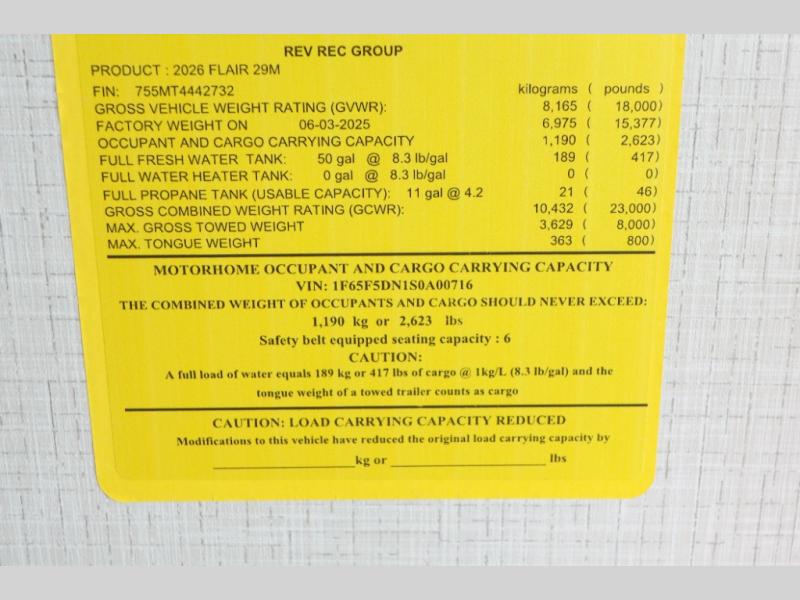 REV REC GROUP
PRODUCT : 2026 FLAIR 29M
FIN: 755MT4442732 kilograms ( pounds )
GROSS VEHICLE WEIGHT RATING (GVWR): 8,165 ( 18,000)
FACTORY WEIGHT ON 06-03-2025 6,975 ( 15,377)
OCCUPANT AND CARGO CARRYING CAPACITY 1,190 ( 2,623)
FULL FRESH WATER TANK: 50 gal @ 8.3 lb/gal 189 ( 417)
FULL WATER HEATER TANK: 0 gal @ 8.3 lb/gal 0 ( 0)
FULL PROPANE TANK (USABLE CAPACITY): 11 gal @ 4.2 21 ( 46)
GROSS COMBINED WEIGHT RATING (GCWR): 10,432 ( 23,000)
MAX. GROSS TOWED WEIGHT 3,629 ( 8,000)
MAX. TONGUE WEIGHT 363 ( 800)
MOTORHOME OCCUPANT AND CARGO CARRYING CAPACITY
VIN: 1F65F5DN1S0A00716
THE COMBINED WEIGHT OF OCCUPANTS AND CARGO SHOULD NEVER EXCEED:
1,190 kg or 2,623 lbs
Safety belt equipped seating capacity : 6
CAUTION:
A full load of water equals 189 kg or 417 lbs of cargo @ 1kg/L (8.3 lb/gal) and the
tongue weight of a towed trailer counts as cargo
CAUTION: LOAD CARRYING CAPACITY REDUCED
Modifications to this vehicle have reduced the original load carrying capacity by
____________________kg or ______________________ lbs